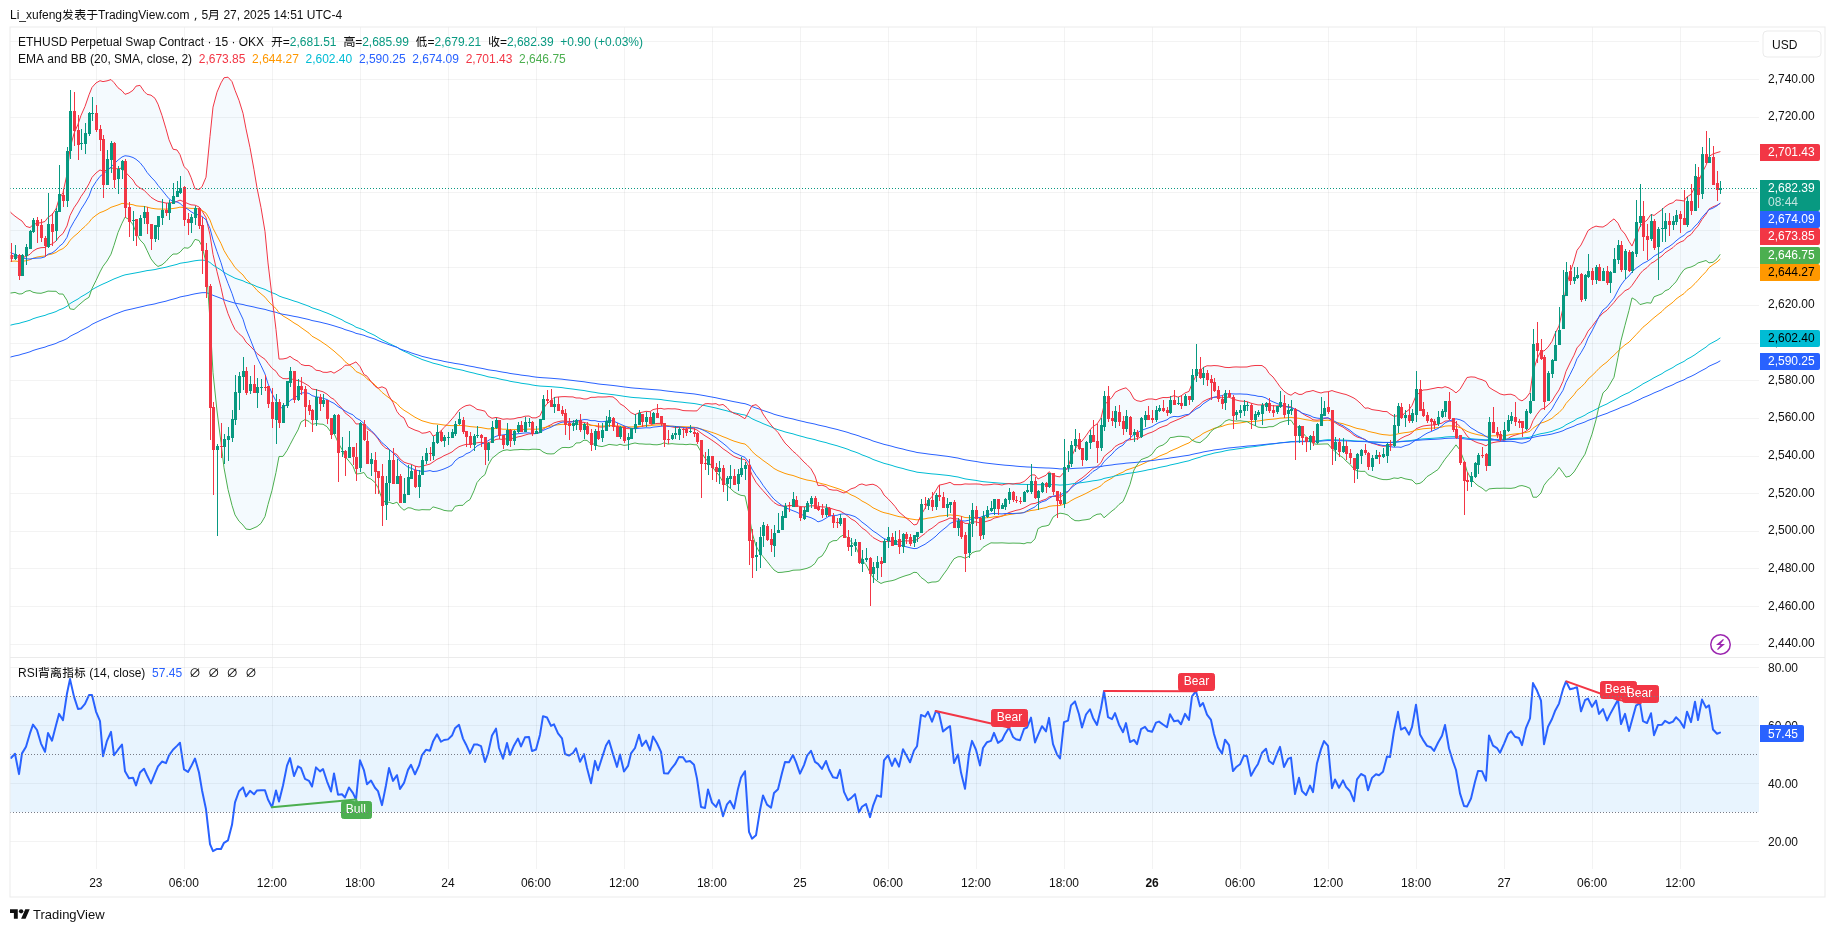 Li_xufeng发表于TradingView.com，5月 27, 2025 14:51 UTC-4
ETHUSD Perpetual Swap Contract · 15 · OKX 开=2,681.51 高=2,685.99 低=2,679.21 收=2,682.39 +0.90 (+0.03%)
EMA and BB (20, SMA, close, 2) 2,673.85 2,644.27 2,602.40 2,590.25 2,674.09 2,701.43 2,646.75
USD
2,740.00
2,720.00
2,701.43
2,682.39
08:44
2,674.09
2,673.85
2,646.75
2,644.27
2,620.00
2,602.40
2,590.25
2,580.00
2,560.00
2,540.00
2,520.00
2,500.00
2,480.00
2,460.00
2,440.00
RSI背离指标 (14, close) 57.45 ∅ ∅ ∅ ∅
80.00
Bear
Bear Bear
Bear
60.00
57.45
40.00
Bull
20.00
23 06:00 12:00 18:00 24 06:00 12:00 18:00 25 06:00 12:00 18:00 26 06:00 12:00 18:00 27 06:00 12:00
TradingView